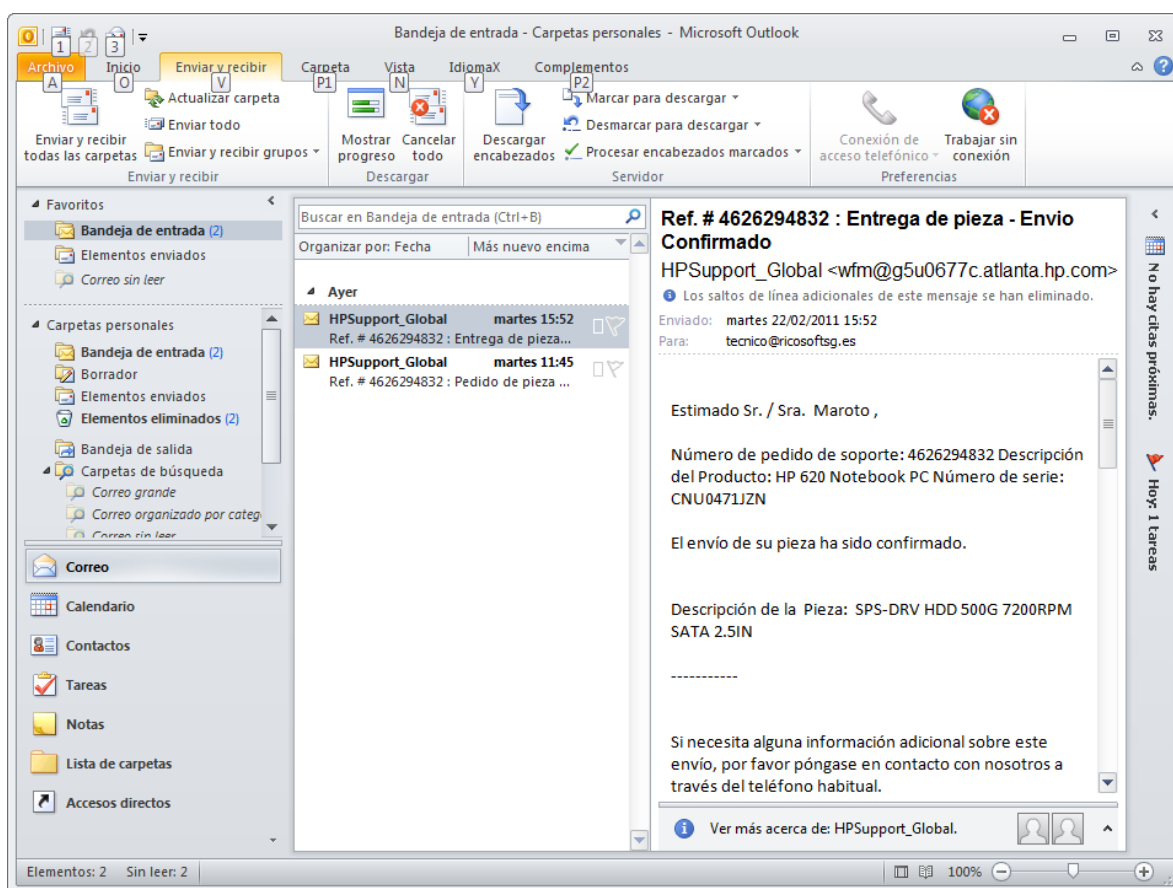 Bandeja de entrada - Carpetas personales - Microsoft Outlook
1 2 3
Archivo Inicio Enviar y recibir Carpeta Vista IdiomaX Complementos
A O V P1 N Y P2
Enviar y recibir
todas las carpetas
Actualizar carpeta
Enviar todo
Enviar y recibir grupos
Enviar y recibir
Mostrar
progreso
Cancelar
todo
Descargar
Descargar
encabezados
Marcar para descargar
Desmarcar para descargar
Procesar encabezados marcados
Servidor
Conexión de
acceso telefónico
Trabajar sin
conexión
Preferencias
Favoritos
Bandeja de entrada (2)
Elementos enviados
Correo sin leer
Carpetas personales
Bandeja de entrada (2)
Borrador
Elementos enviados
Elementos eliminados (2)
Bandeja de salida
Carpetas de búsqueda
Correo grande
Correo organizado por categ
Correo sin leer
Correo
Calendario
Contactos
Tareas
Notas
Lista de carpetas
Accesos directos
Buscar en Bandeja de entrada (Ctrl+B)
Organizar por: Fecha Más nuevo encima
Ayer
HPSupport_Global martes 15:52
Ref. # 4626294832 : Entrega de pieza...
HPSupport_Global martes 11:45
Ref. # 4626294832 : Pedido de pieza ...
Ref. # 4626294832 : Entrega de pieza - Envio
Confirmado
HPSupport_Global <wfm@g5u0677c.atlanta.hp.com>
Los saltos de línea adicionales de este mensaje se han eliminado.
Enviado: martes 22/02/2011 15:52
Para: tecnico@ricosoftsg.es
Estimado Sr. / Sra. Maroto ,
Número de pedido de soporte: 4626294832 Descripción
del Producto: HP 620 Notebook PC Número de serie:
CNU0471JZN
El envío de su pieza ha sido confirmado.
Descripción de la Pieza: SPS-DRV HDD 500G 7200RPM
SATA 2.5IN
-----------
Si necesita alguna información adicional sobre este
envío, por favor póngase en contacto con nosotros a
través del teléfono habitual.
Ver más acerca de: HPSupport_Global.
No hay citas próximas.
Hoy: 1 tareas
Elementos: 2 Sin leer: 2
100%